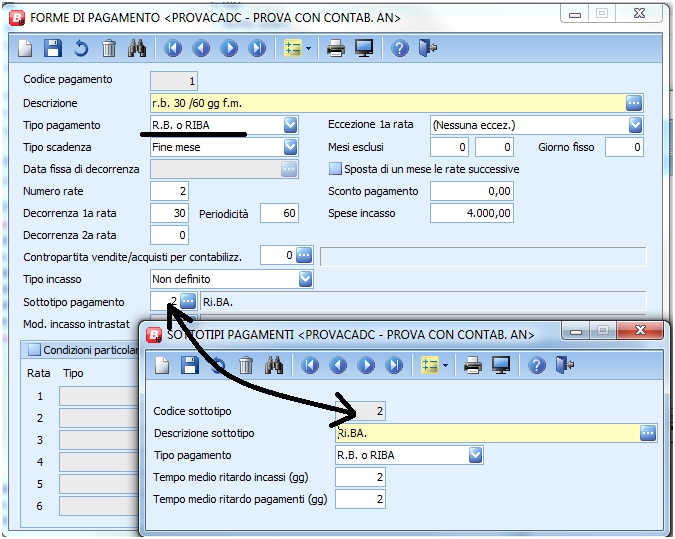 FORME DI PAGAMENTO <PROVACADC - PROVA CON CONTAB. AN>
Codice pagamento 1
Descrizione r.b. 30 /60 gg f.m.
Tipo pagamento R.B. o RIBA Eccezione 1a rata (Nessuna eccez.)
Tipo scadenza Fine mese Mesi esclusi 0 0 Giorno fisso 0
Data fissa di decorrenza Sposta di un mese le rate successive
Numero rate 2 Sconto pagamento 0,00
Decorrenza 1a rata 30 Periodicità 60 Spese incasso 4.000,00
Decorrenza 2a rata 0
Contropartita vendite/acquisti per contabilizz. 0
Tipo incasso Non definito
Sottotipo pagamento 2 Ri.BA.
Mod. incasso intrastat
Condizioni particolar
Rata Tipo
1
2
3
4
5
6
SOTTOTIPI PAGAMENTI <PROVACADC - PROVA CON CONTAB. AN>
Codice sottotipo 2
Descrizione sottotipo Ri.BA.
Tipo pagamento R.B. o RIBA
Tempo medio ritardo incassi (gg) 2
Tempo medio ritardo pagamenti (gg) 2